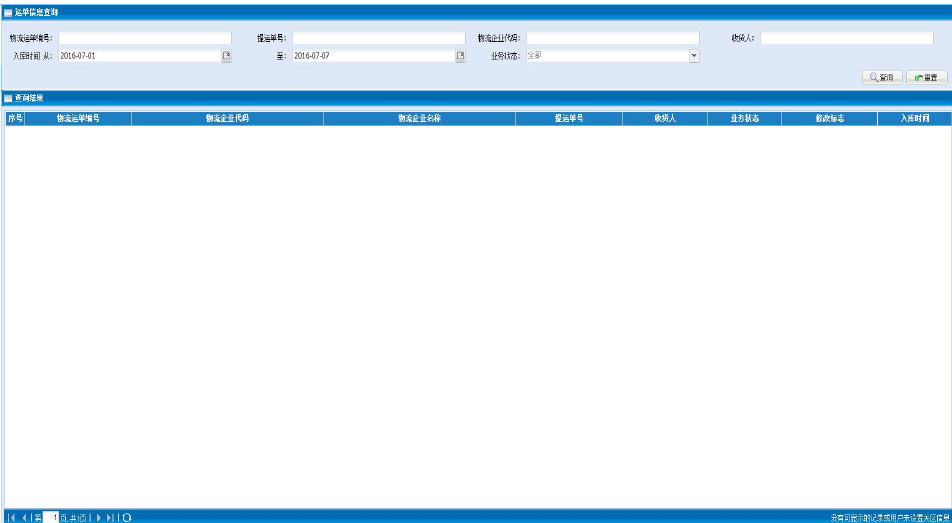 运单信息查询
物流运单编号: 提运单号: 物流企业代码: 收货人:
入库时间 从: 2016-07-01 至: 2016-07-07 业务状态: 全部
查询 重置
查询结果
序号 物流运单编号 物流企业代码 物流企业名称 提运单号 收货人 业务状态 修改标志 入库时间
第 1 页,共1页 没有可显示的记录或用户未设置关区信息